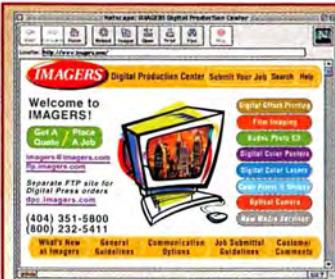 Netscape: IMAGERS Digital Production Center
Location: http://www.imagers.com/
IMAGERS Digital Production Center Submit Your Job Search Help
Welcome to
IMAGERS!
Get A Quote / Place A Job
imagers@imagers.com
ftp.imagers.com
Separate FTP site for
Digital Press orders
dpc.imagers.com
(404) 351-5800
(800) 232-5411
Digital Offset Printing
Film Imaging
Kodak Photo CD
Digital Color Posters
Digital Color Lasers
Color Prints & Slides
Optical Camera
New Media Services
What's New at Imagers
General Guidelines
Communication Options
Job Submittal Guidelines
Customer Comments